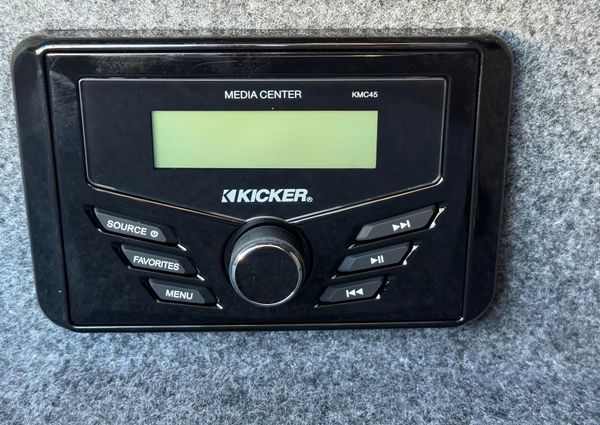 MEDIA CENTER KMC45
KICKER®
SOURCE
FAVORITES
MENU